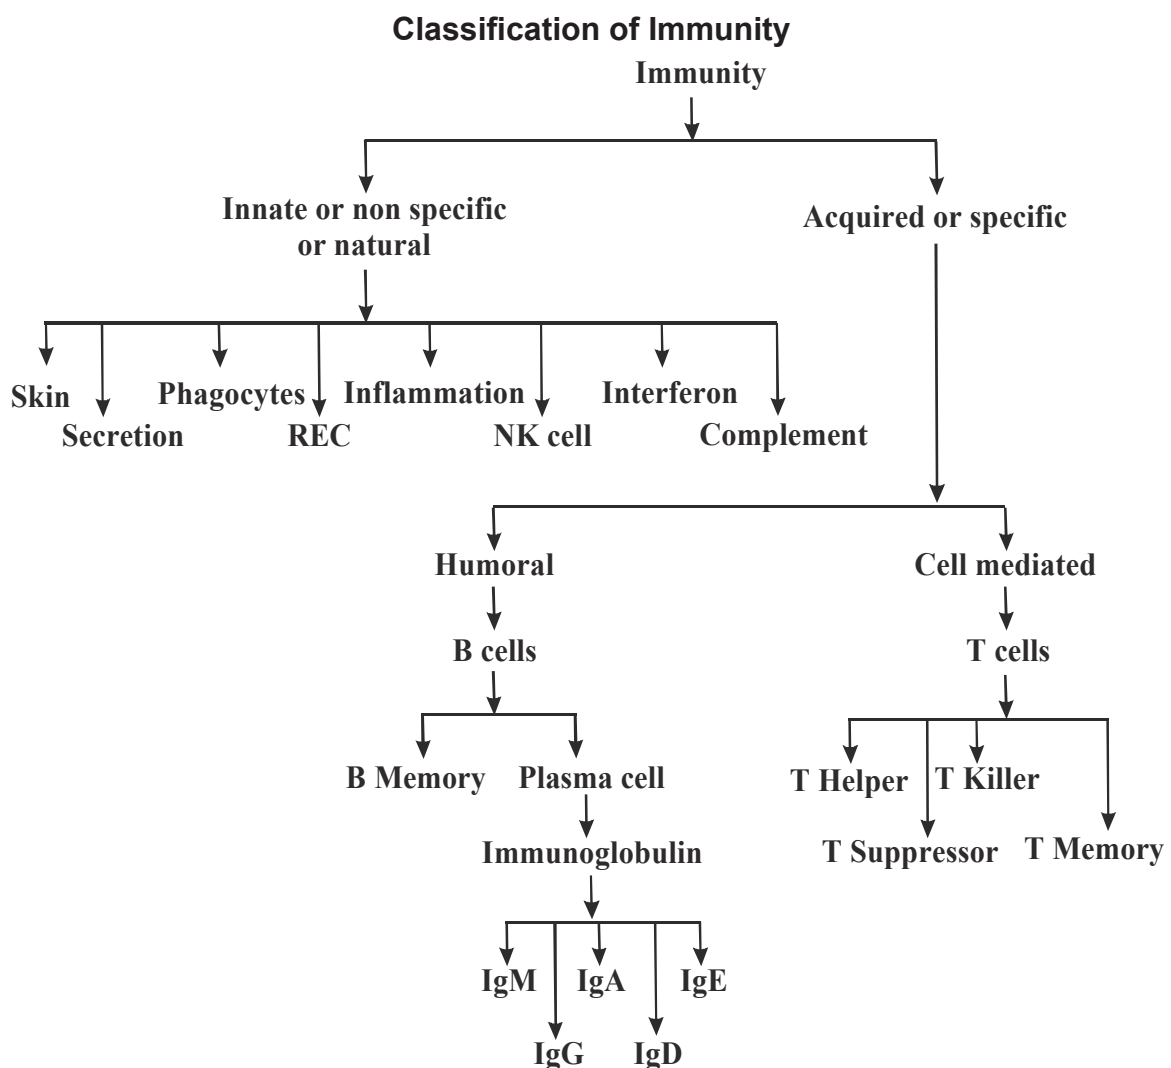 Classification of Immunity
Immunity
Innate or non specific
or natural
Acquired or specific
Skin
Secretion
Phagocytes
REC
Inflammation
NK cell
Interferon
Complement
Humoral
Cell mediated
B cells
T cells
B Memory
Plasma cell
T Helper
T Killer
T Suppressor
T Memory
Immunoglobulin
IgM
IgA
IgE
IgG
IgD